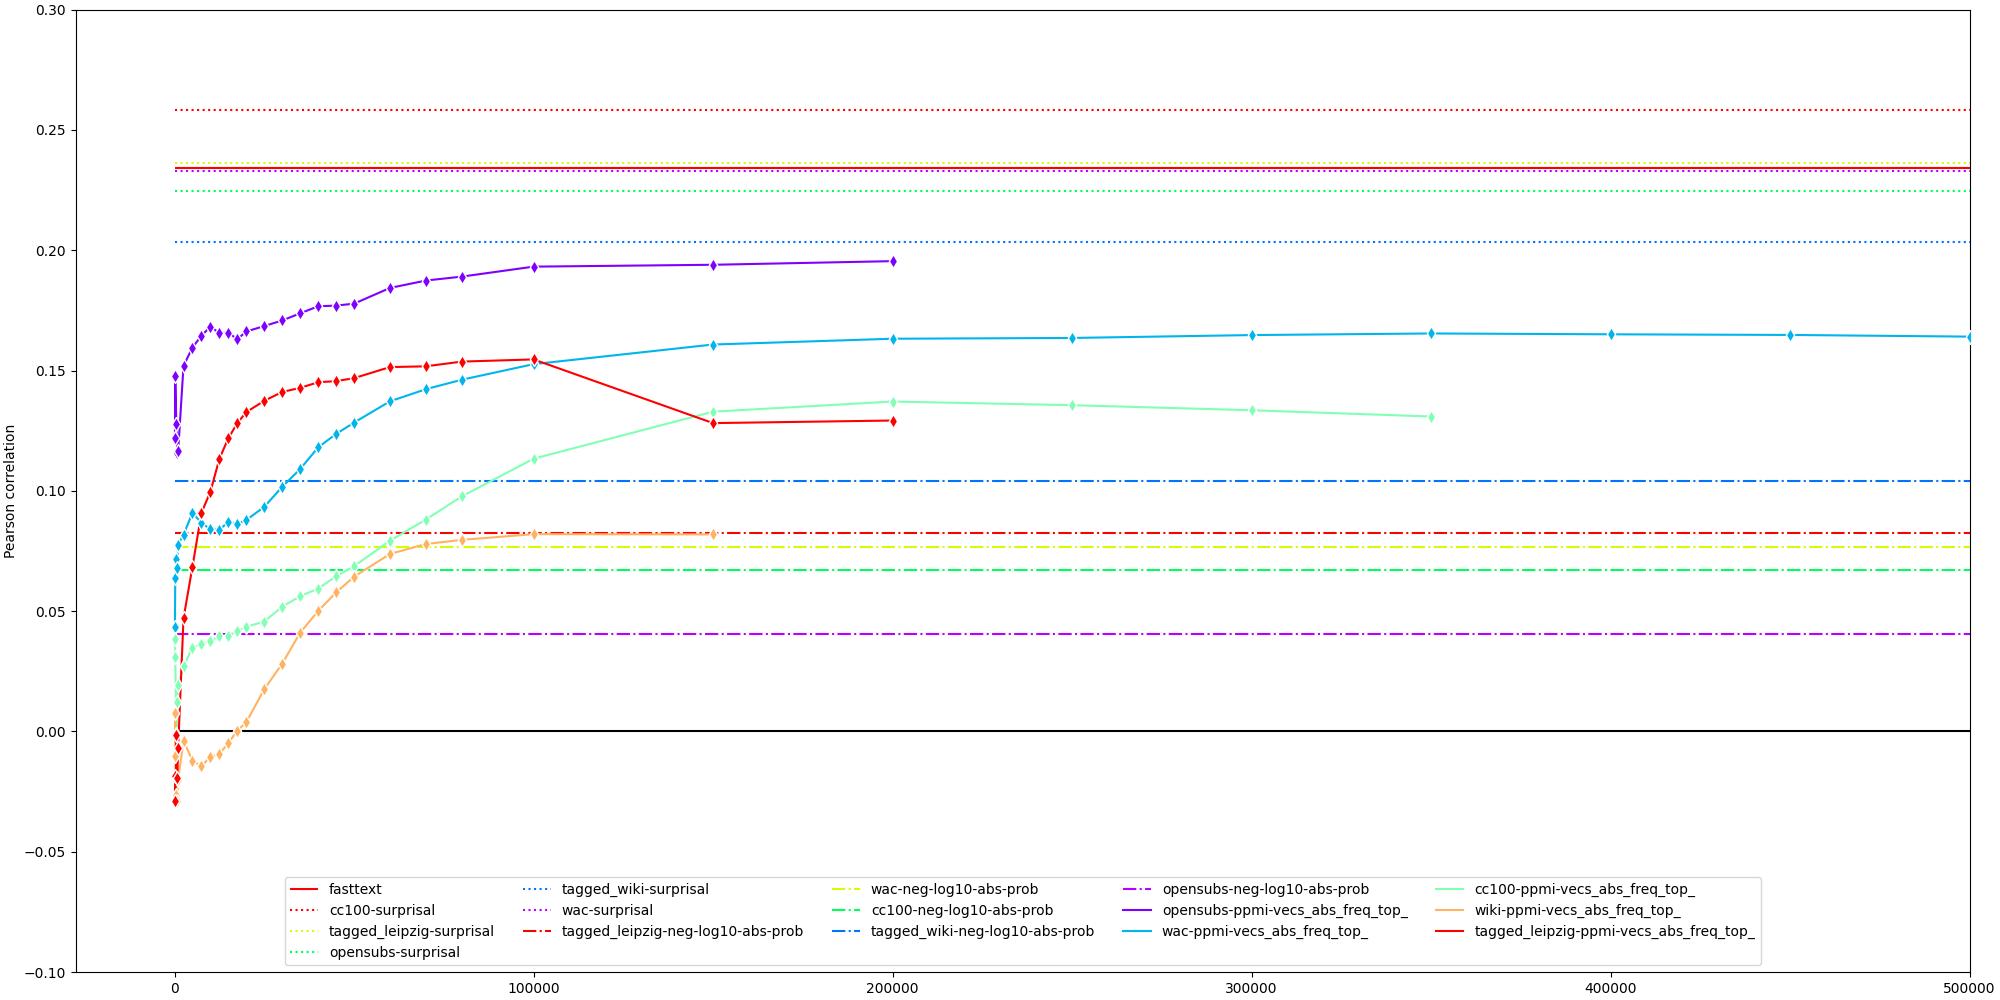 0.30
0.25
0.20
0.15
0.10
0.05
0.00
−0.05
−0.10
Pearson correlation
0
100000
200000
300000
400000
500000
fasttext
cc100-surprisal
tagged_leipzig-surprisal
opensubs-surprisal
tagged_wiki-surprisal
wac-surprisal
tagged_leipzig-neg-log10-abs-prob
wac-neg-log10-abs-prob
cc100-neg-log10-abs-prob
tagged_wiki-neg-log10-abs-prob
opensubs-neg-log10-abs-prob
opensubs-ppmi-vecs_abs_freq_top_
wac-ppmi-vecs_abs_freq_top_
cc100-ppmi-vecs_abs_freq_top_
wiki-ppmi-vecs_abs_freq_top_
tagged_leipzig-ppmi-vecs_abs_freq_top_